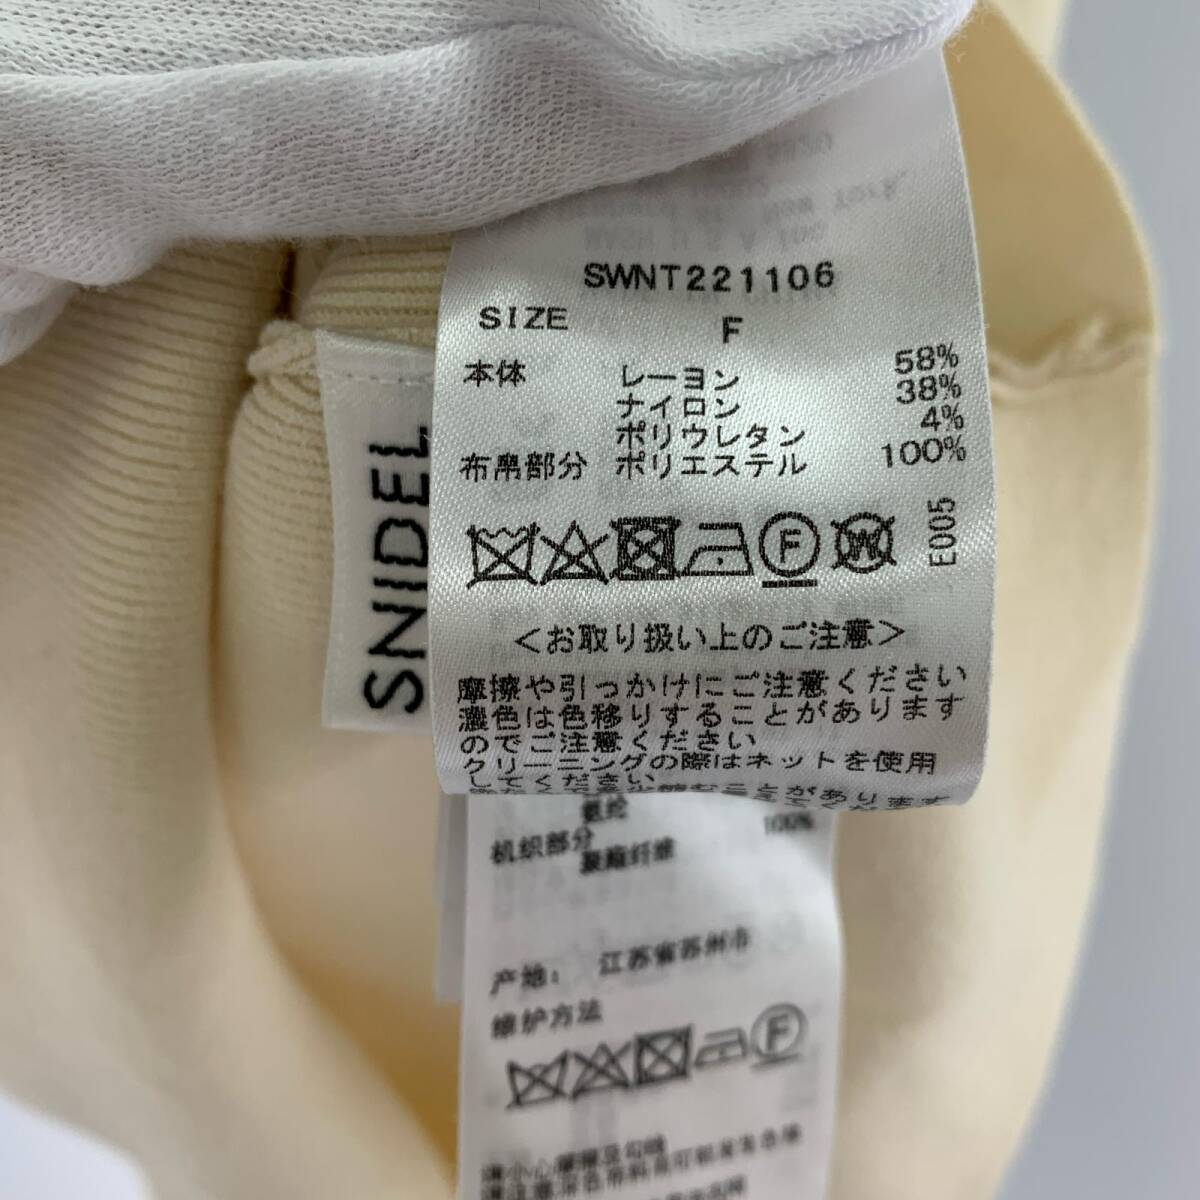 SWNT221106
SIZE F
本体 レーヨン 58%
ナイロン 38%
ポリウレタン 4%
布帛部分 ポリエステル 100%
E005
SNIDEL
<お取り扱い上のご注意>
摩擦や引っかけにご注意ください
濃色は色移りすることがあります
のでご注意ください
クリーニングの際はネットを使用
してください
氨纶
机织部分 100%
聚酯纤维
产地： 江苏省苏州市
维护方法